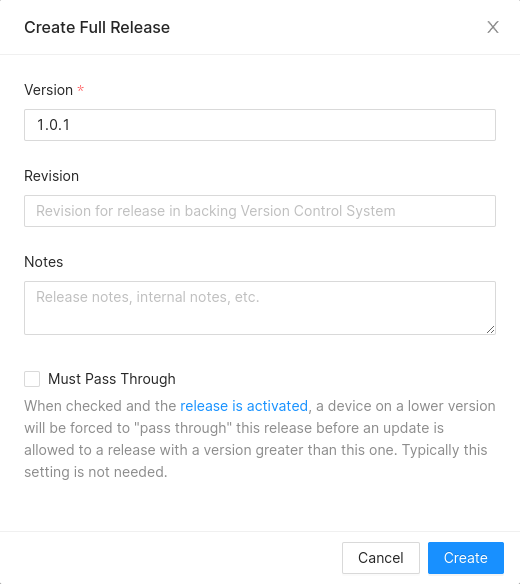 Create Full Release
Version *
1.0.1
Revision
Revision for release in backing Version Control System
Notes
Release notes, internal notes, etc.
Must Pass Through
When checked and the release is activated, a device on a lower version
will be forced to "pass through" this release before an update is
allowed to a release with a version greater than this one. Typically this
setting is not needed.
Cancel
Create